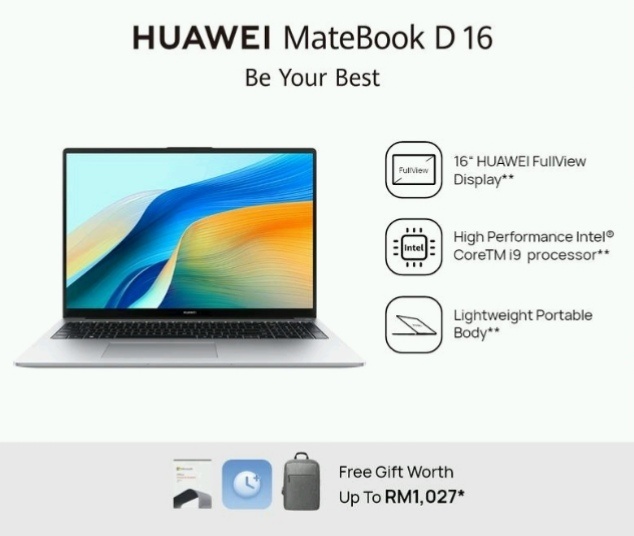 HUAWEI MateBook D 16
Be Your Best
FullView
16" HUAWEI FullView
Display**
Intel
High Performance Intel®
CoreTM i9 processor**
HUAWEI
Lightweight Portable
Body**
Free Gift Worth
Up To RM1,027*